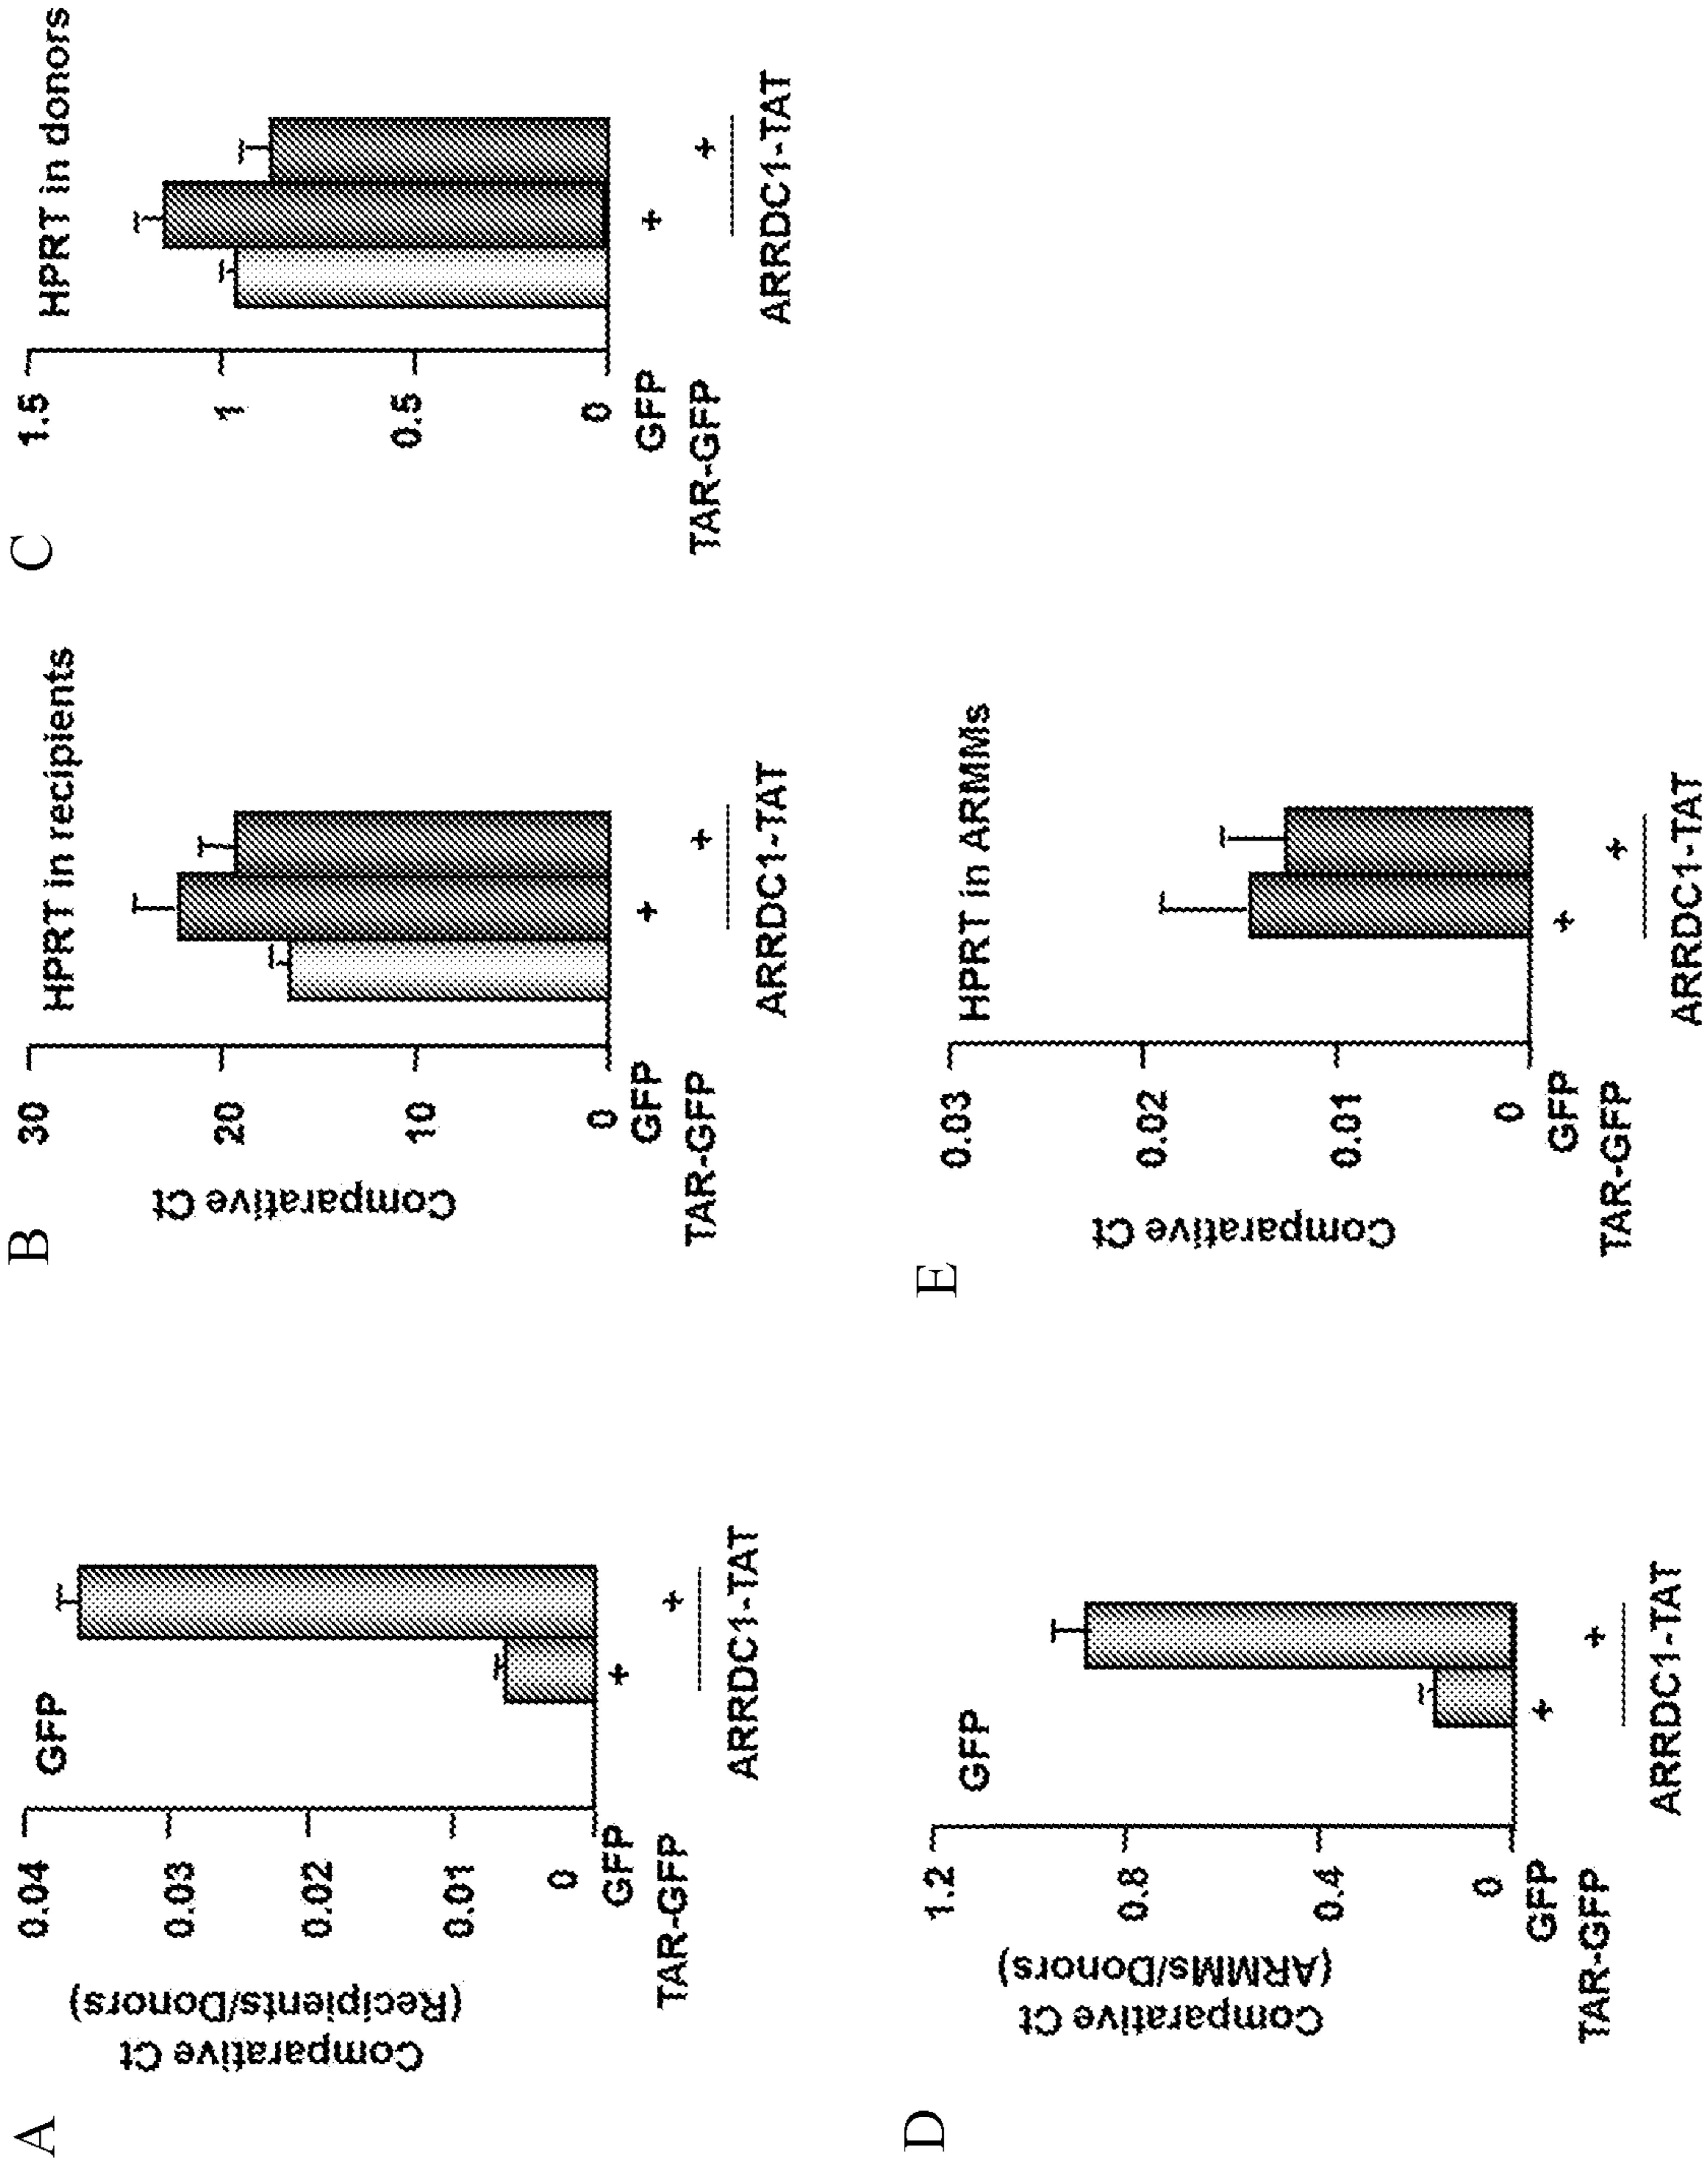 A
GFP
Comparative Ct
(Recipients/Donors)
0.04
0.03
0.02
0.01
0
GFP
+
TAR-GFP
+
ARRDC1-TAT
B
HPRT in recipients
Comparative Ct
30
20
10
0
GFP
+
TAR-GFP
+
ARRDC1-TAT
C
HPRT in donors
1.5
1
0.5
0
GFP
+
TAR-GFP
+
ARRDC1-TAT
D
GFP
Comparative Ct
(ARMMs/Donors)
1.2
0.8
0.4
0
GFP
+
TAR-GFP
+
ARRDC1-TAT
E
HPRT in ARMMs
Comparative Ct
0.03
0.02
0.01
0
GFP
+
TAR-GFP
+
ARRDC1-TAT